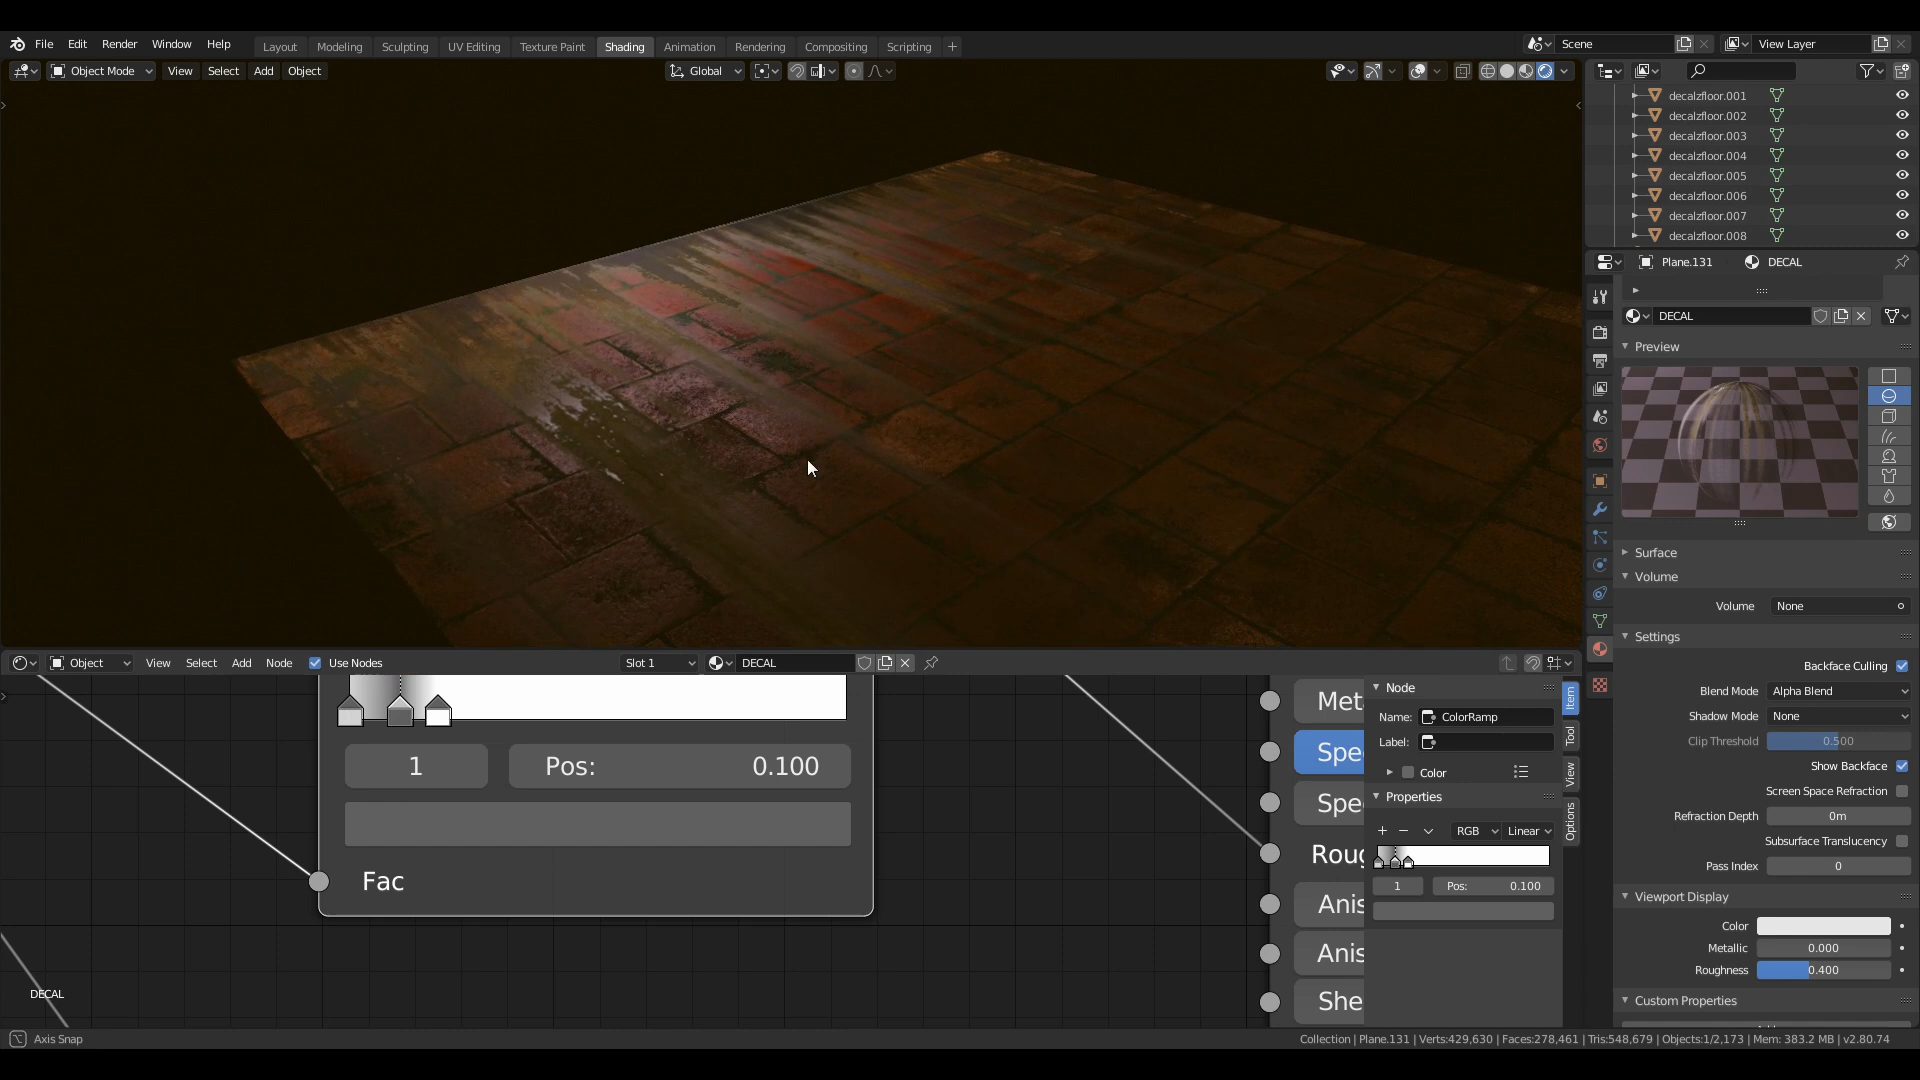 File Edit Render Window Help Layout Modeling Sculpting UV Editing Texture Paint Shading Animation Rendering Compositing Scripting + Scene View Layer
Object Mode View Select Add Object Global
decalzfloor.001
decalzfloor.002
decalzfloor.003
decalzfloor.004
decalzfloor.005
decalzfloor.006
decalzfloor.007
decalzfloor.008
Plane.131 DECAL
DECAL
Preview
Surface
Volume
Volume None
Settings
Backface Culling
Blend Mode Alpha Blend
Shadow Mode None
Clip Threshold 0.500
Show Backface
Screen Space Refraction
Refraction Depth 0m
Subsurface Translucency
Pass Index 0
Viewport Display
Color
Metallic 0.000
Roughness 0.400
Custom Properties
Object View Select Add Node Use Nodes Slot 1 DECAL
1 Pos: 0.100
Fac
Met
Spe
Spe
Roug
Anis
Anis
She
Node
Name: ColorRamp
Label:
Color
Properties
RGB Linear
1 Pos: 0.100
Item
Tool
View
Options
DECAL
Axis Snap
Collection | Plane.131 | Verts:429,630 | Faces:278,461 | Tris:548,679 | Objects:1/2,173 | Mem: 383.2 MB | v2.80.74